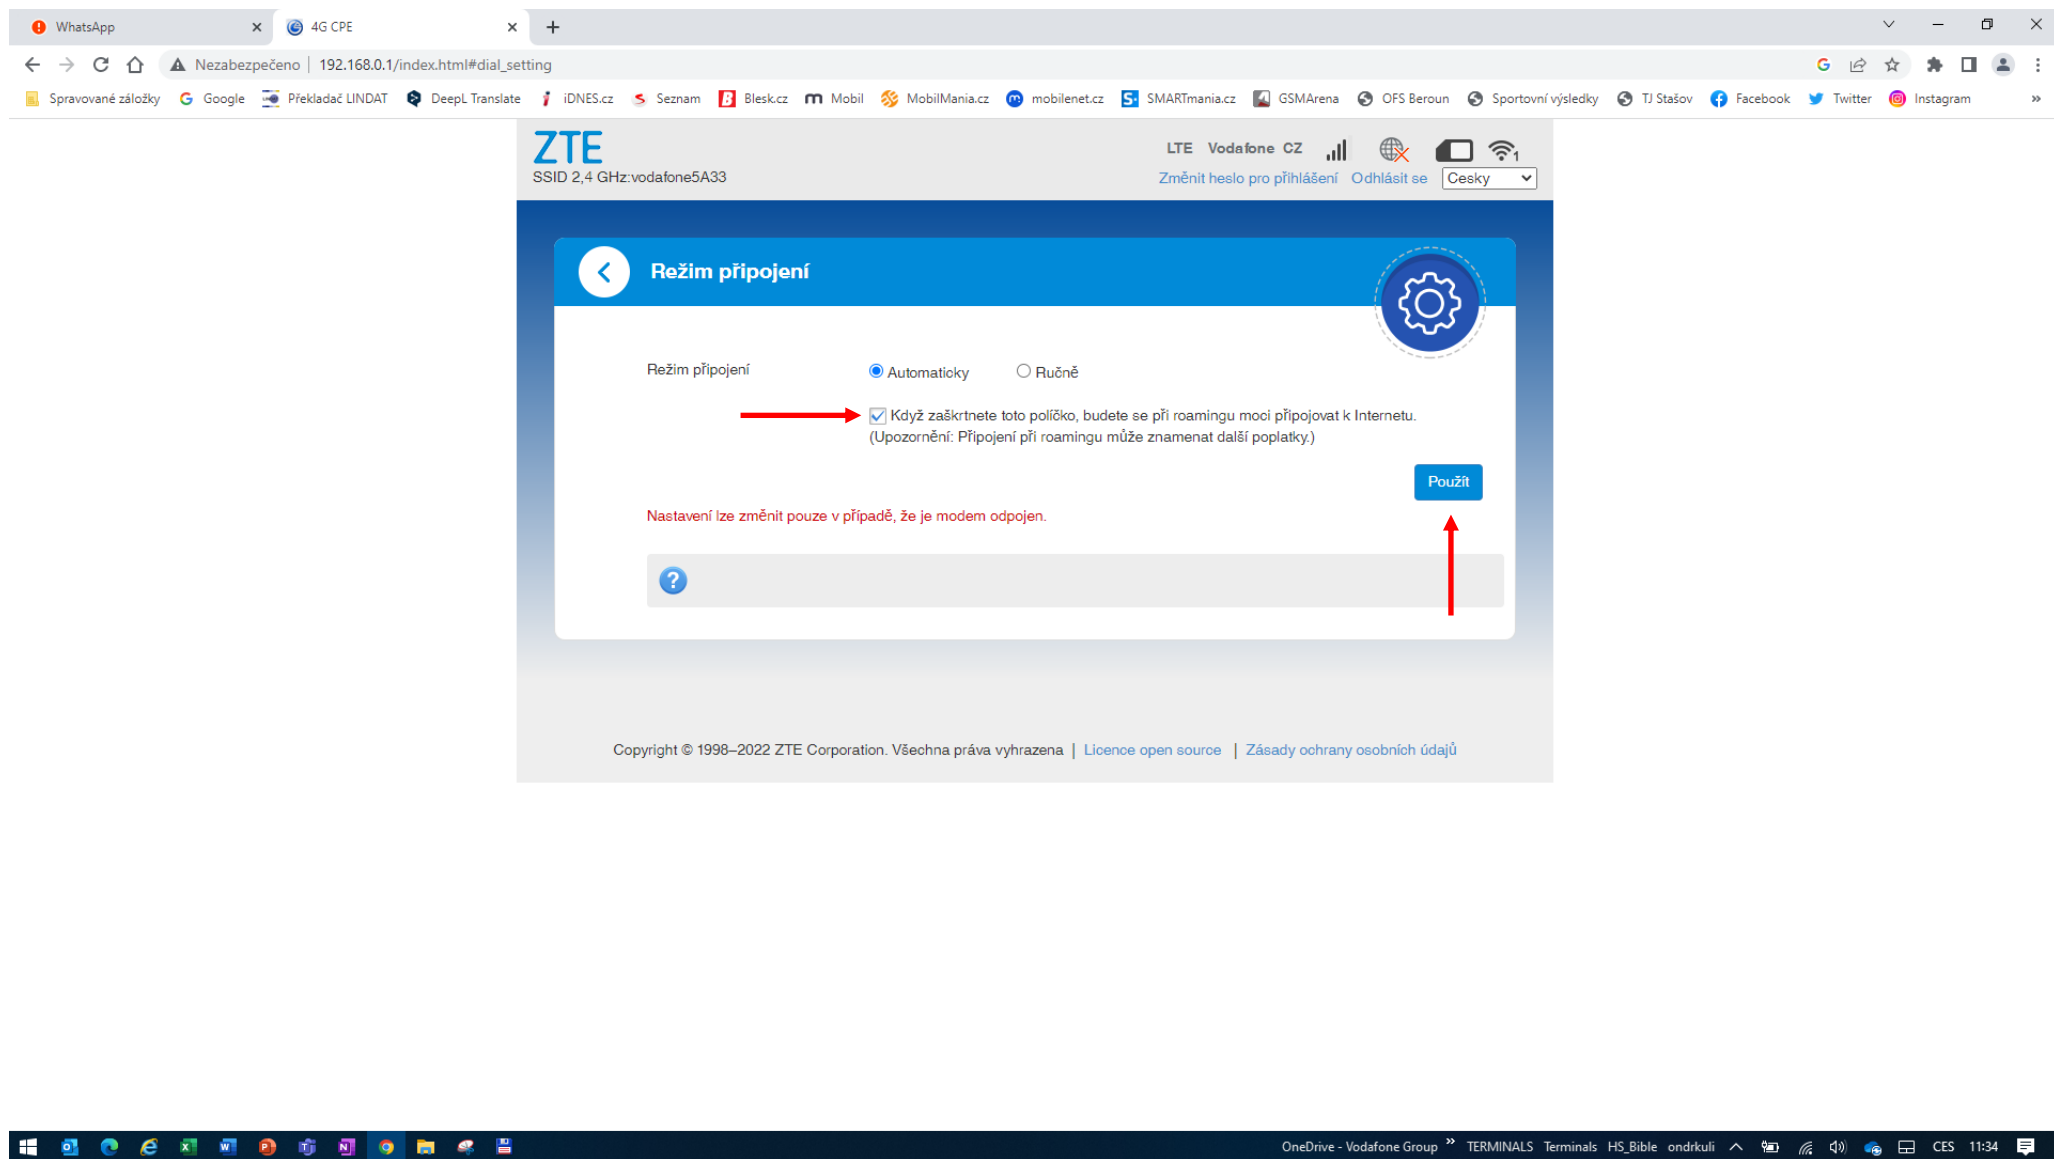 WhatsApp
4G CPE
Nezabezpečeno | 192.168.0.1/index.html#dial_setting
Spravované záložky Google Překladač LINDAT DeepL Translate iDNES.cz Seznam Blesk.cz Mobil MobilMania.cz mobilenet.cz SMARTmania.cz GSMArena OFS Beroun Sportovní výsledky TJ Stašov Facebook Twitter Instagram »
ZTE
LTE Vodafone CZ 1
SSID 2,4 GHz:vodafone5A33
Změnit heslo pro přihlášení Odhlásit se Cesky
Režim připojení
Režim připojení Automaticky Ručně
Když zaškrtnete toto políčko, budete se při roamingu moci připojovat k Internetu.
(Upozornění: Připojení při roamingu může znamenat další poplatky.)
Použít
Nastavení lze změnit pouze v případě, že je modem odpojen.
?
Copyright © 1998–2022 ZTE Corporation. Všechna práva vyhrazena | Licence open source | Zásady ochrany osobních údajů
OneDrive - Vodafone Group » TERMINALS Terminals HS_Bible ondrkuli CES 11:34